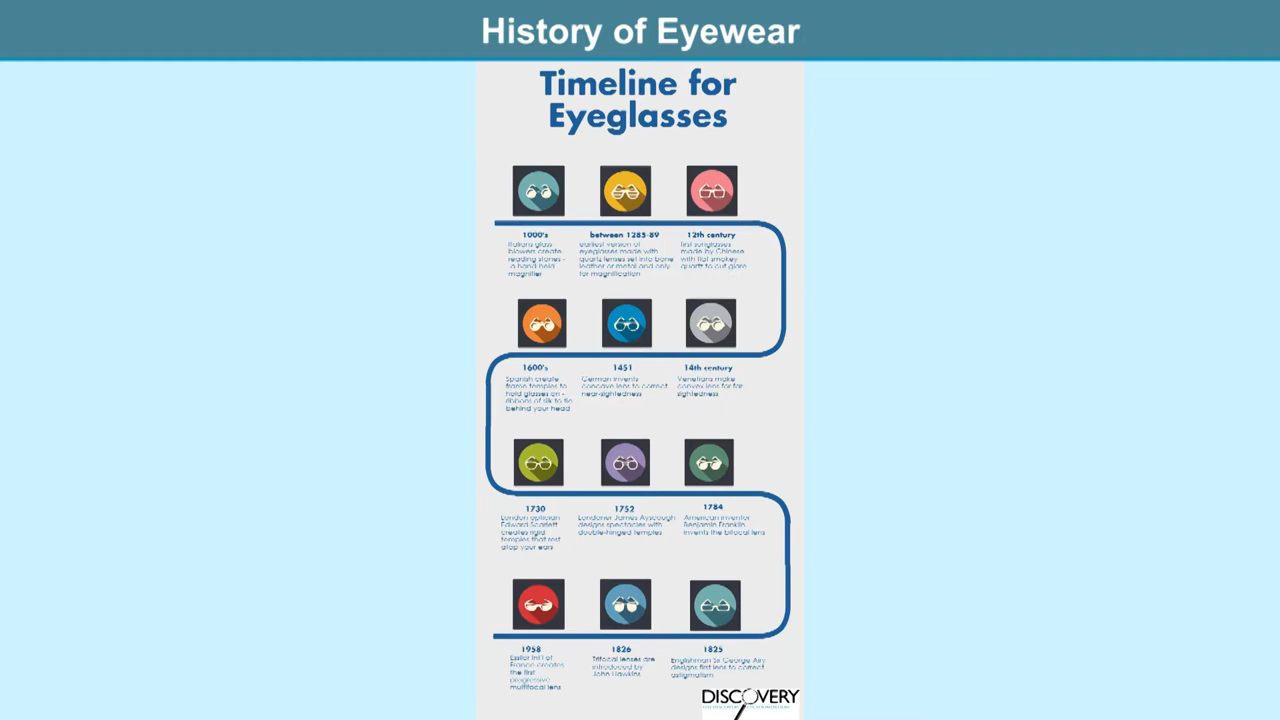 History of Eyewear
Timeline for
Eyeglasses
1000's
Italians glass
blowers create
reading stones -
a hand held
magnifier
between 1285-89
earliest version of
eyeglasses made with
quartz lenses set into bone
leather or metal and only
for magnification
12th century
first sunglasses
made by Chinese
with flat smokey
quartz to cut glare
1600's
Spanish create
frame temples to
hold glasses on -
ribbons of silk to tie
behind your head
1451
German invents
concave lens to correct
near-sightedness
14th century
Venetians make
convex lens for far
sightedness
1730
London optician
Edward Scarlett
creates rigid
temples that rest
atop your ears
1752
Londoner James Ayscough
designs spectacles with
double-hinged temples
1784
American inventor
Benjamin Franklin
invents the bifocal lens
1958
Essilor Int'l of
France creates
the first
progressive
multifocal lens
1826
Trifocal lenses are
introduced by
John Hawkins
1825
Englishman Sir George Airy
designs first lens to correct
astigmatism
DISCOVERY